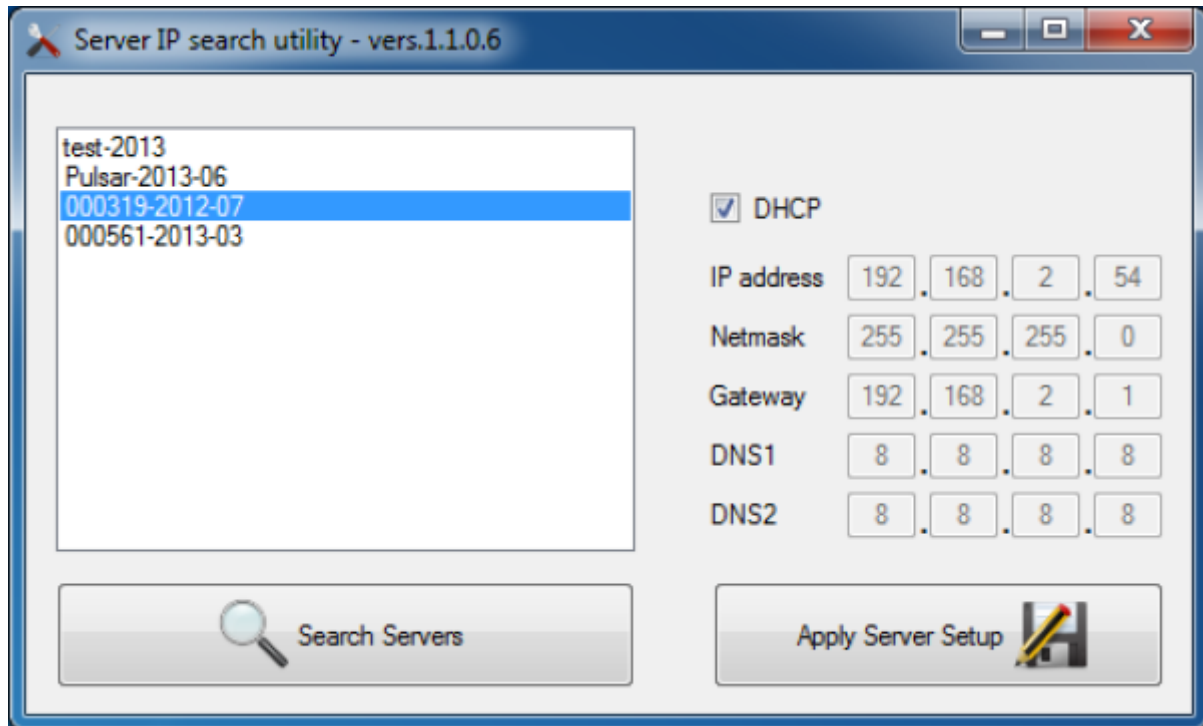 Server IP search utility - vers.1.1.0.6
test-2013
Pulsar-2013-06
000319-2012-07
000561-2013-03
DHCP
IP address 192 . 168 . 2 . 54
Netmask 255 . 255 . 255 . 0
Gateway 192 . 168 . 2 . 1
DNS1 8 . 8 . 8 . 8
DNS2 8 . 8 . 8 . 8
Search Servers
Apply Server Setup